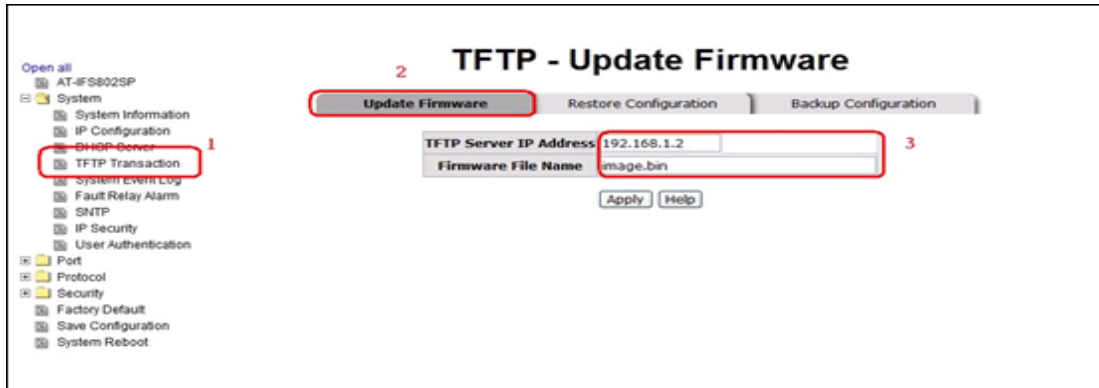 TFTP - Update Firmware
Open all
AT-IFS802SP
System
System Information
IP Configuration
DHCP Server
TFTP Transaction
1
System Event Log
Fault Relay Alarm
SNTP
IP Security
User Authentication
Port
Protocol
Security
Factory Default
Save Configuration
System Reboot
2
Update Firmware
Restore Configuration
Backup Configuration
TFTP Server IP Address 192.168.1.2
3
Firmware File Name image.bin
Apply Help